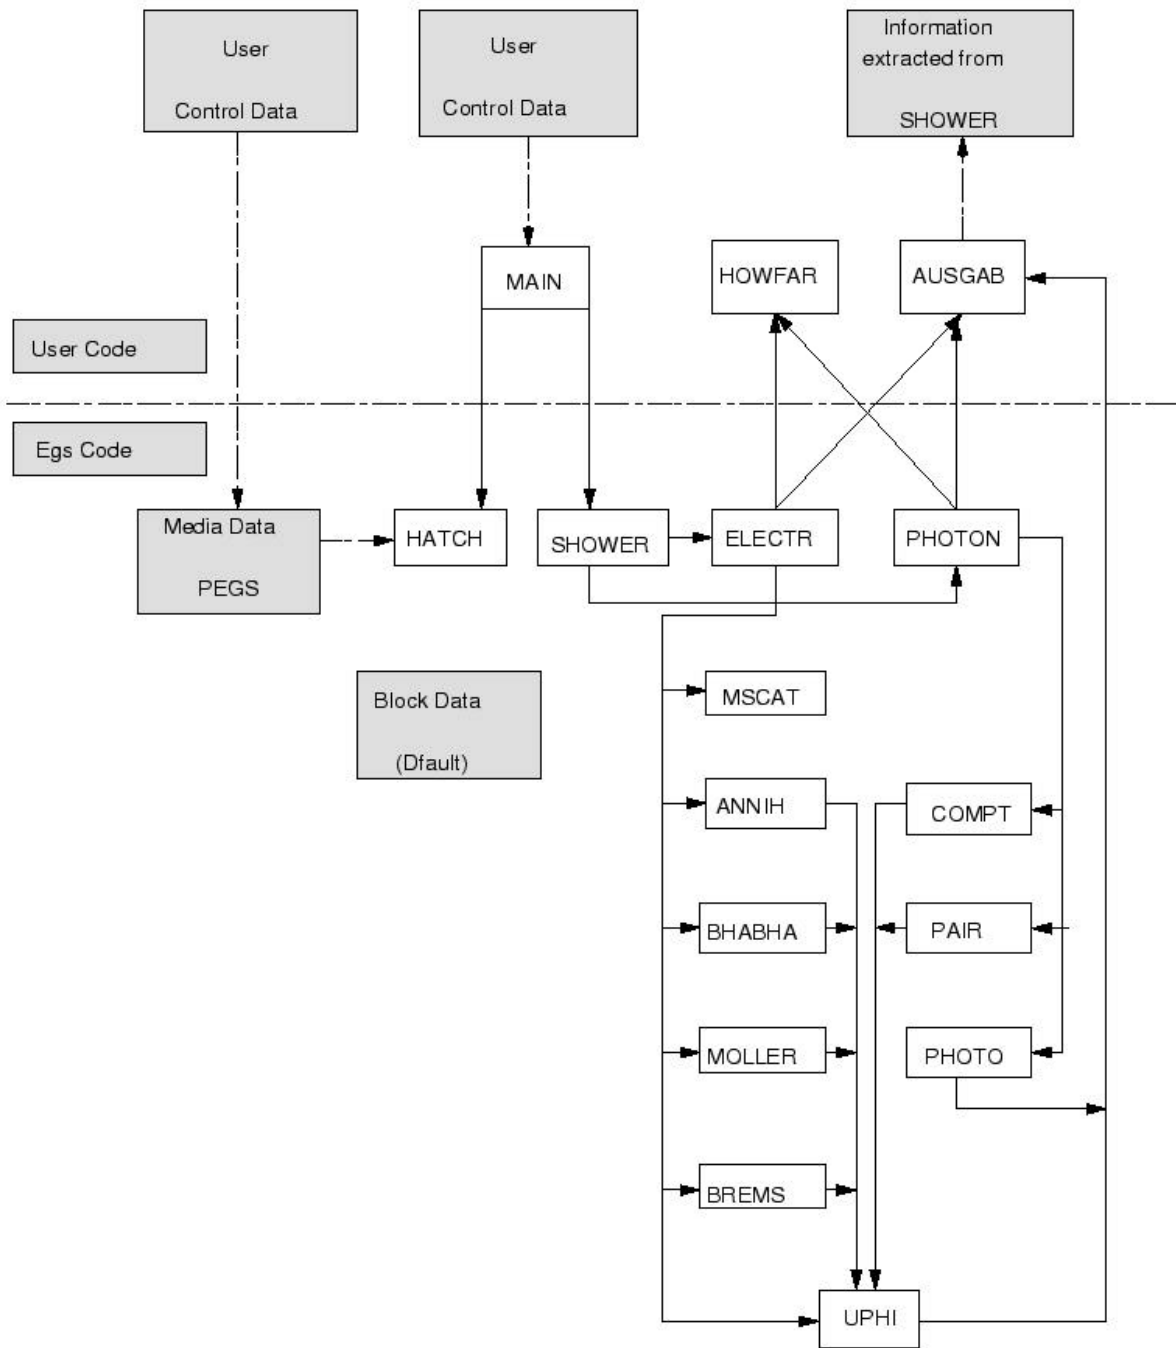 User
Control Data
User
Control Data
Information
extracted from
SHOWER
MAIN
HOWFAR
AUSGAB
User Code
Egs Code
Media Data
PEGS
HATCH
SHOWER
ELECTR
PHOTON
Block Data
(Dfault)
MSCAT
ANNIH
COMPT
BHABHA
PAIR
MOLLER
PHOTO
BREMS
UPHI